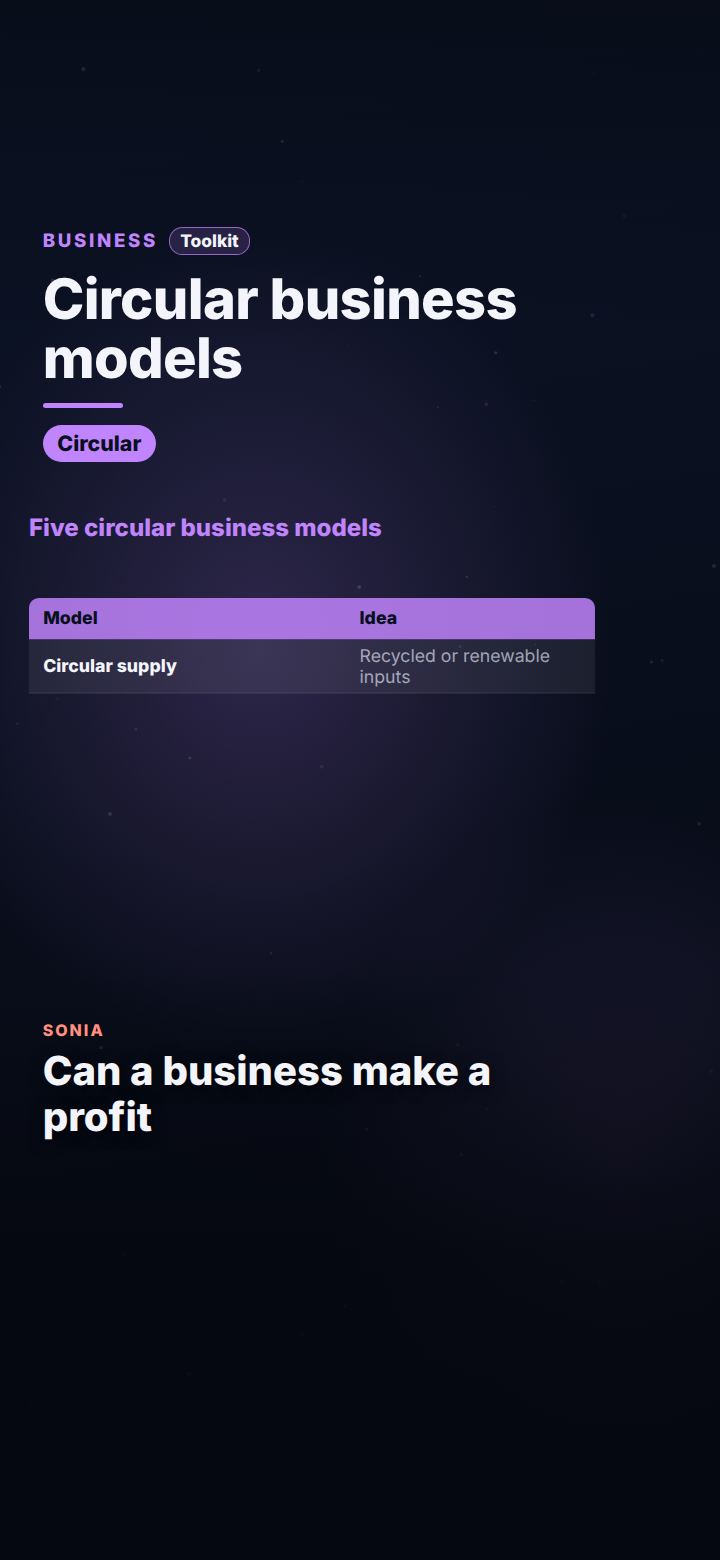 BUSINESS Toolkit
Circular business
models
Circular
Five circular business models
Model Idea
Circular supply Recycled or renewable
inputs
SONIA
Can a business make a
profit